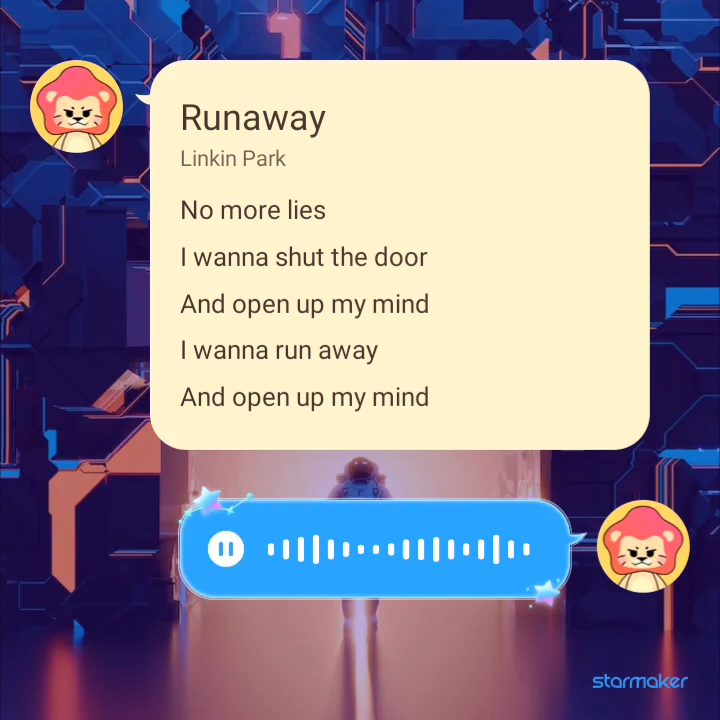 Runaway
Linkin Park
No more lies
I wanna shut the door
And open up my mind
I wanna run away
And open up my mind
starmaker